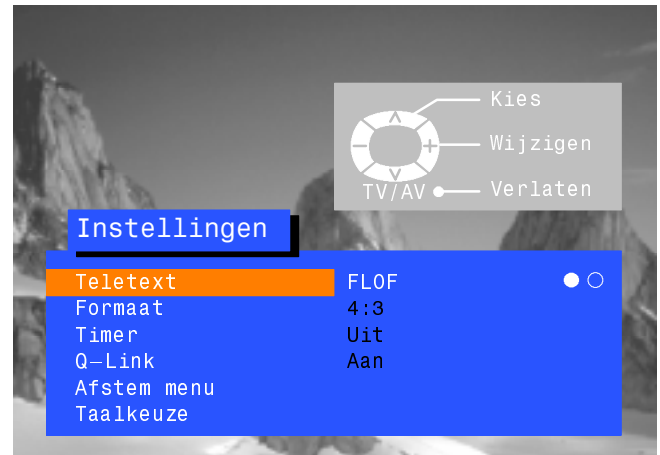 Kies
Wijzigen
TV/AV Verlaten
Instellingen
Teletext FLOF
Formaat 4:3
Timer Uit
Q–Link Aan
Afstem menu
Taalkeuze